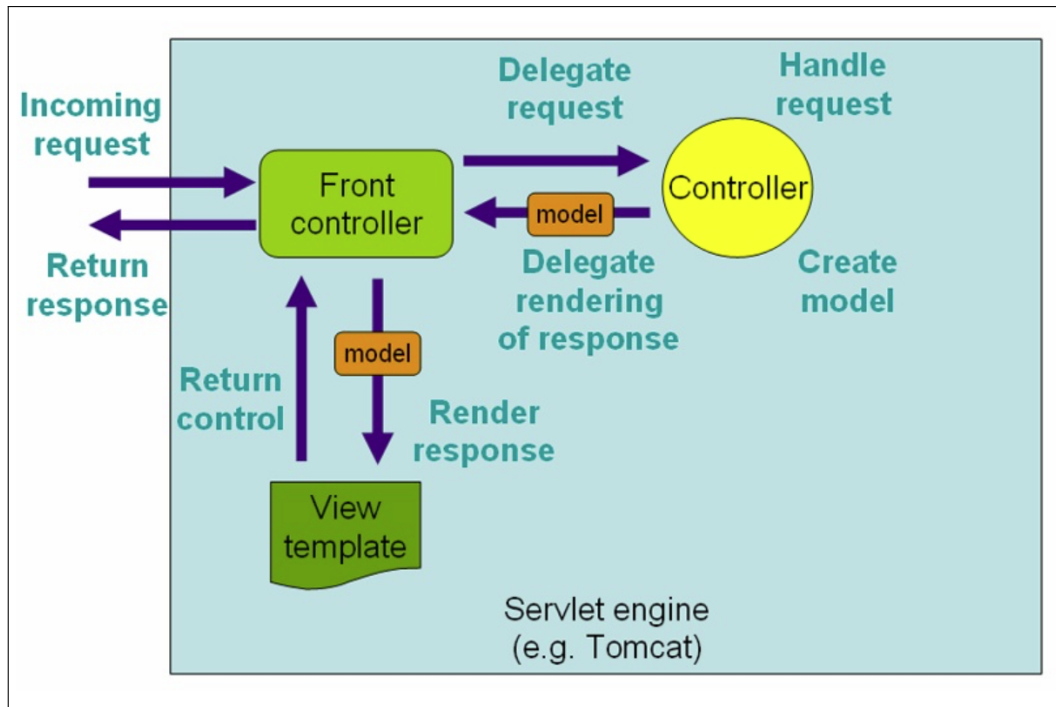 Incoming
request
Return
response
Front
controller
Delegate
request
Handle
request
Controller
model
Delegate
rendering
of response
Create
model
model
Return
control
Render
response
View
template
Servlet engine
(e.g. Tomcat)